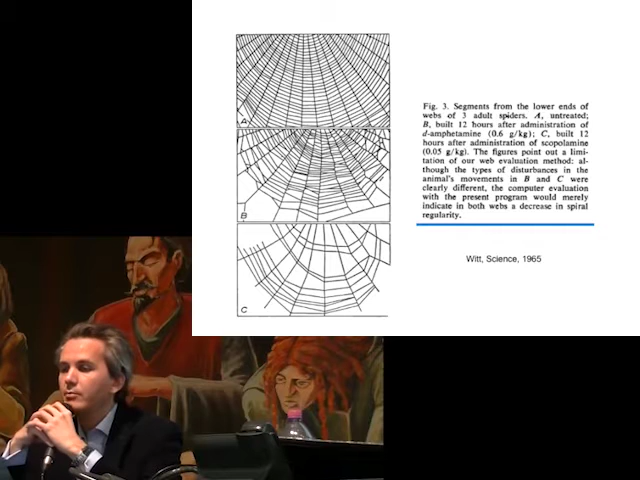 A
B
C
Fig. 3. Segments from the lower ends of
webs of 3 adult spiders. A, untreated;
B, built 12 hours after administration of
d-amphetamine (0.6 g/kg); C, built 12
hours after administration of scopolamine
(0.05 g/kg). The figures point out a limi-
tation of our web evaluation method: al-
though the types of disturbances in the
animal's movements in B and C were
clearly different, the computer evaluation
with the present program would merely
indicate in both webs a decrease in spiral
regularity.
Witt, Science, 1965